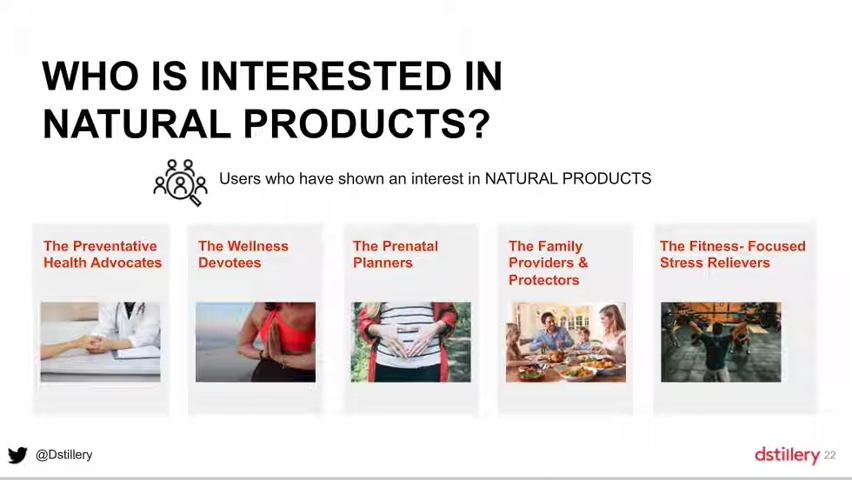 WHO IS INTERESTED IN
NATURAL PRODUCTS?
Users who have shown an interest in NATURAL PRODUCTS
The Preventative
Health Advocates
The Wellness
Devotees
The Prenatal
Planners
The Family
Providers &
Protectors
The Fitness- Focused
Stress Relievers
@Dstillery
dstillery 22